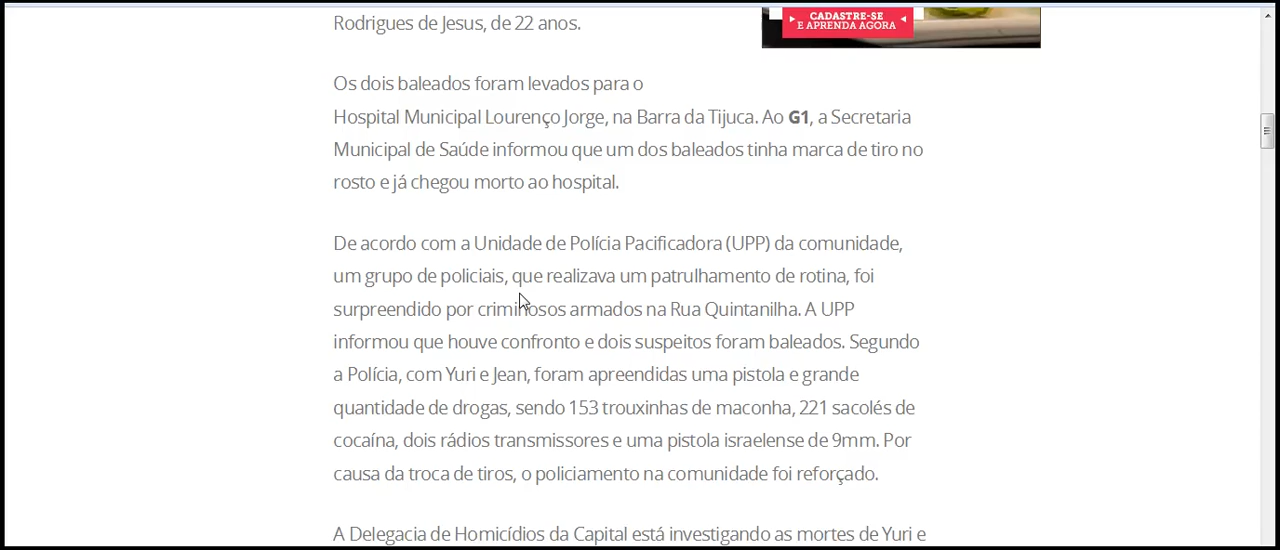 Rodrigues de Jesus, de 22 anos.
CADASTRE-SE
E APRENDA AGORA
Os dois baleados foram levados para o
Hospital Municipal Lourenço Jorge, na Barra da Tijuca. Ao G1, a Secretaria
Municipal de Saúde informou que um dos baleados tinha marca de tiro no
rosto e já chegou morto ao hospital.
De acordo com a Unidade de Polícia Pacificadora (UPP) da comunidade,
um grupo de policiais, que realizava um patrulhamento de rotina, foi
surpreendido por criminosos armados na Rua Quintanilha. A UPP
informou que houve confronto e dois suspeitos foram baleados. Segundo
a Polícia, com Yuri e Jean, foram apreendidas uma pistola e grande
quantidade de drogas, sendo 153 trouxinhas de maconha, 221 sacolés de
cocaína, dois rádios transmissores e uma pistola israelense de 9mm. Por
causa da troca de tiros, o policiamento na comunidade foi reforçado.
A Delegacia de Homicídios da Capital está investigando as mortes de Yuri e